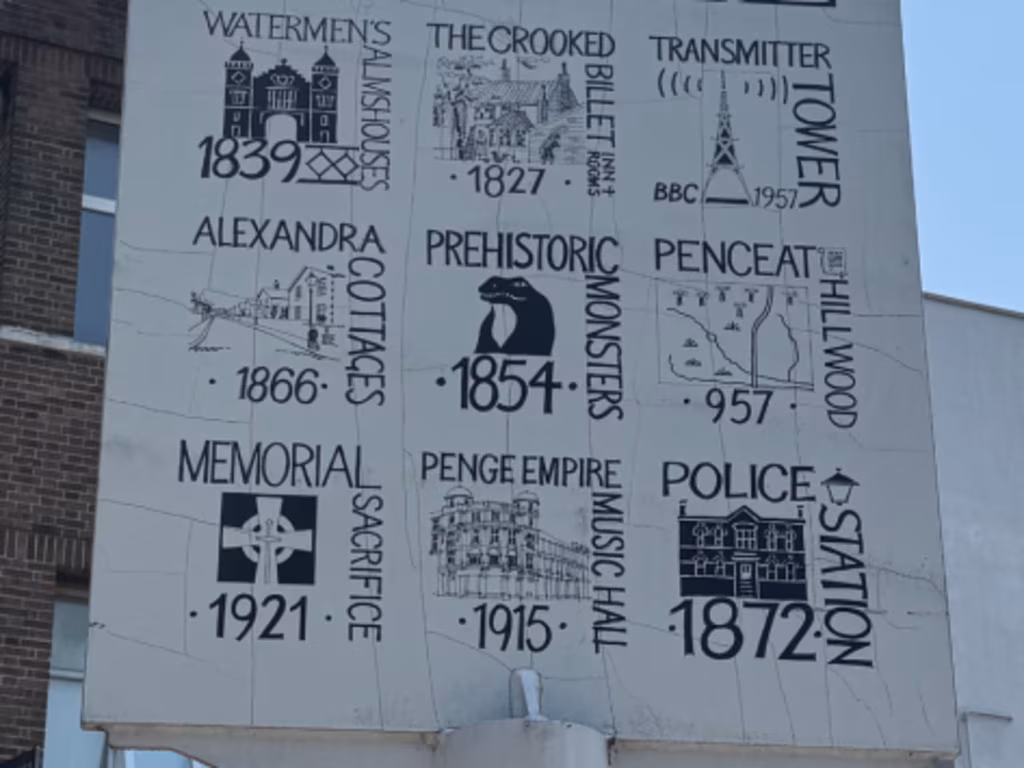 WATERMEN'S
ALMSHOUSES
1839
THE CROOKED
BILLET INN +
ROOMS
· 1827 ·
TRANSMITTER
TOWER
BBC 1957
ALEXANDRA
COTTAGES
· 1866 ·
PREHISTORIC
MONSTERS
· 1854 ·
PENCEAT
HILLWOOD
· 957 ·
MEMORIAL
SACRIFICE
· 1921 ·
PENGE EMPIRE
MUSIC HALL
· 1915 ·
POLICE
STATION
· 1872 ·